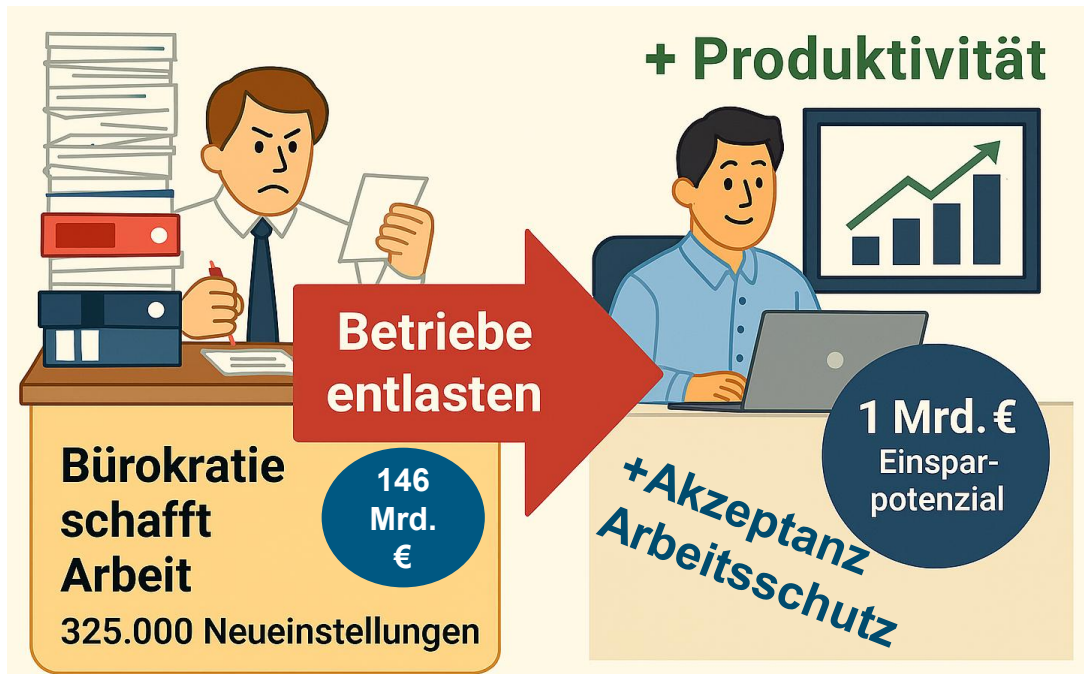 + Produktivität
Betriebe
entlasten
Bürokratie
schafft
Arbeit
325.000 Neueinstellungen
146
Mrd.
€
1 Mrd. €
Einspar-
potenzial
+Akzeptanz
Arbeitsschutz